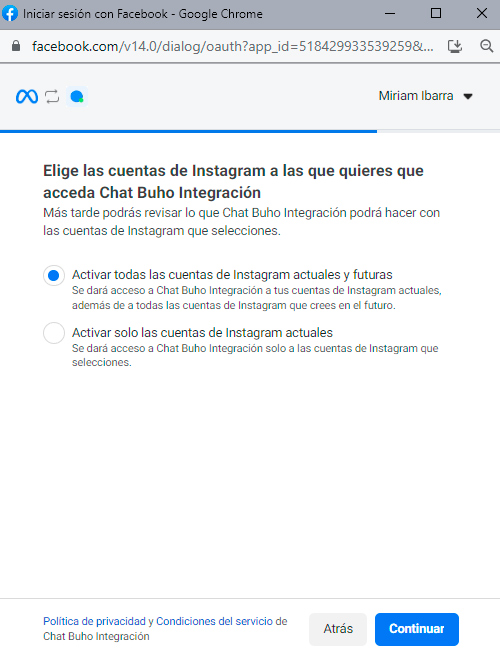 Iniciar sesión con Facebook - Google Chrome
facebook.com/v14.0/dialog/oauth?app_id=518429933539259&...
Miriam Ibarra
Elige las cuentas de Instagram a las que quieres que
acceda Chat Buho Integración
Más tarde podrás revisar lo que Chat Buho Integración podrá hacer con
las cuentas de Instagram que selecciones.
Activar todas las cuentas de Instagram actuales y futuras
Se dará acceso a Chat Buho Integración a tus cuentas de Instagram actuales,
además de a todas las cuentas de Instagram que crees en el futuro.
Activar solo las cuentas de Instagram actuales
Se dará acceso a Chat Buho Integración solo a las cuentas de Instagram que
selecciones.
Política de privacidad y Condiciones del servicio de
Chat Buho Integración
Atrás
Continuar